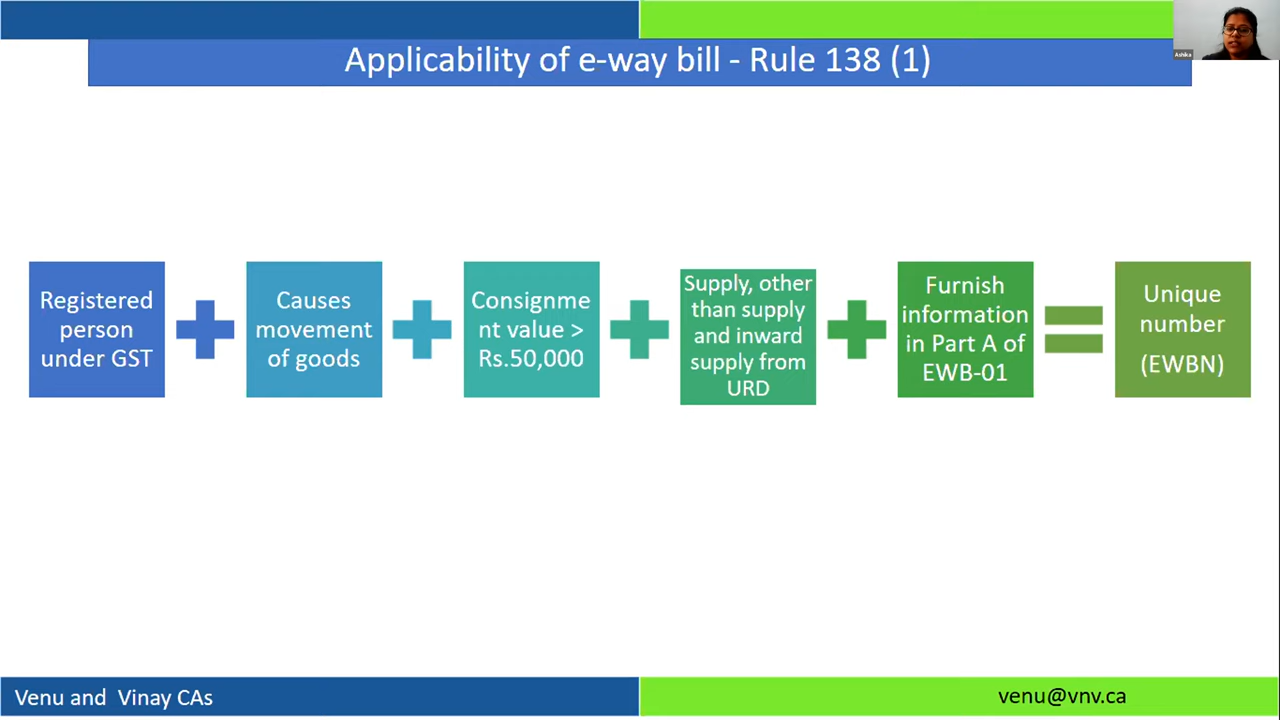 Applicability of e-way bill - Rule 138 (1)
Ashika
Registered
person
under GST
Causes
movement
of goods
Consignme
nt value >
Rs.50,000
Supply, other
than supply
and inward
supply from
URD
Furnish
information
in Part A of
EWB-01
Unique
number
(EWBN)
Venu and Vinay CAs
venu@vnv.ca